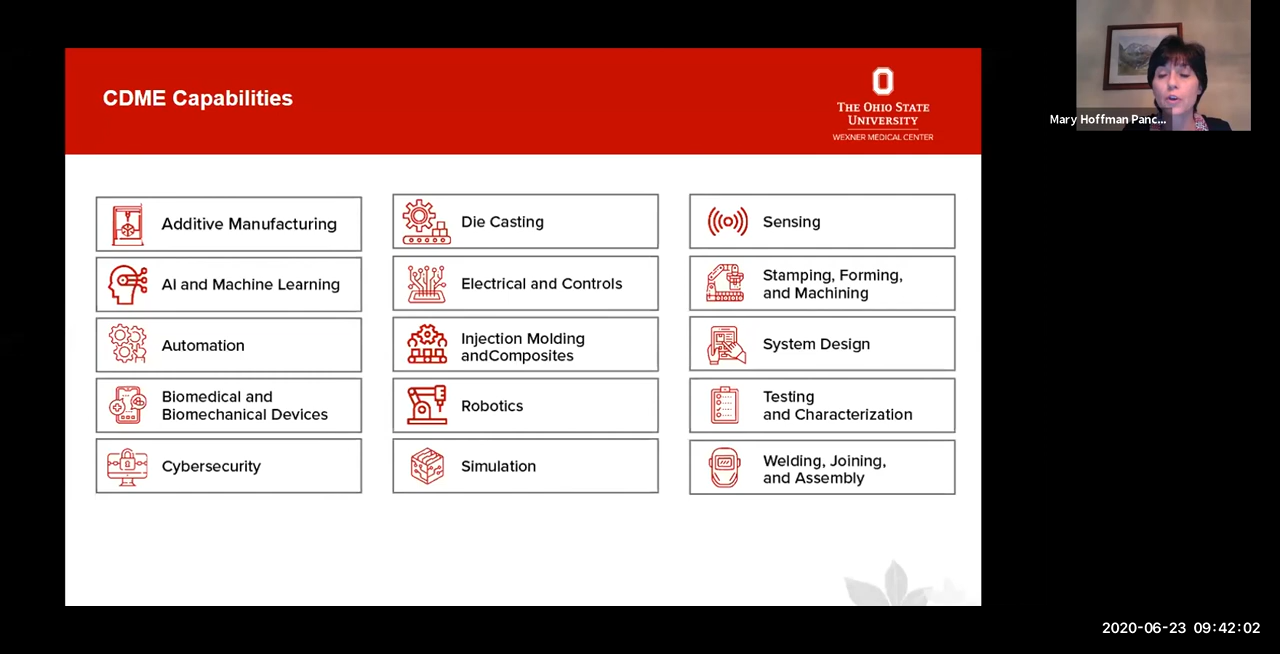 CDME Capabilities
THE OHIO STATE
UNIVERSITY
WEXNER MEDICAL CENTER
Mary Hoffman Panc...
Additive Manufacturing
AI and Machine Learning
Automation
Biomedical and
Biomechanical Devices
Cybersecurity
Die Casting
Electrical and Controls
Injection Molding
andComposites
Robotics
Simulation
Sensing
Stamping, Forming,
and Machining
System Design
Testing
and Characterization
Welding, Joining,
and Assembly
2020-06-23 09:42:02